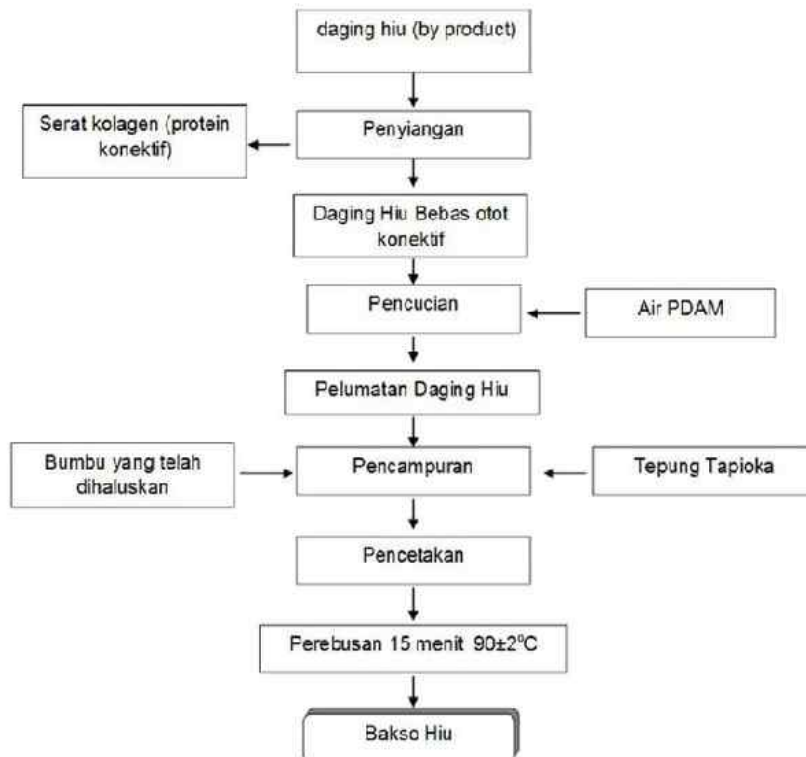 daging hiu (by product)
Serat kolagen (protein
konektif)
Penyiangan
Daging Hiu Bebas otot
konektif
Pencucian
Air PDAM
Pelumatan Daging Hiu
Bumbu yang telah
dihaluskan
Pencampuran
Tepung Tapioka
Pencetakan
Perebusan 15 menit 90±2⁰C
Bakso Hiu